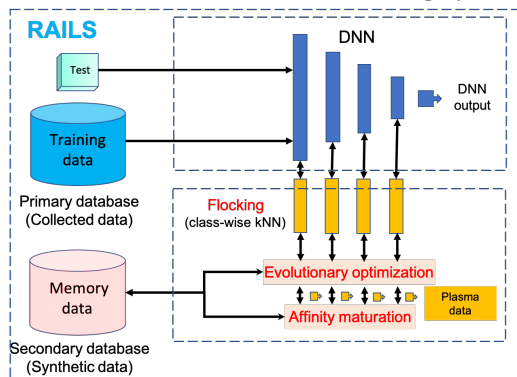 RAILS
DNN
Test
DNN
output
Training
data
Primary database
(Collected data)
Flocking
(class-wise kNN)
Evolutionary optimization
Memory
data
Plasma
data
Affinity maturation
Secondary database
(Synthetic data)